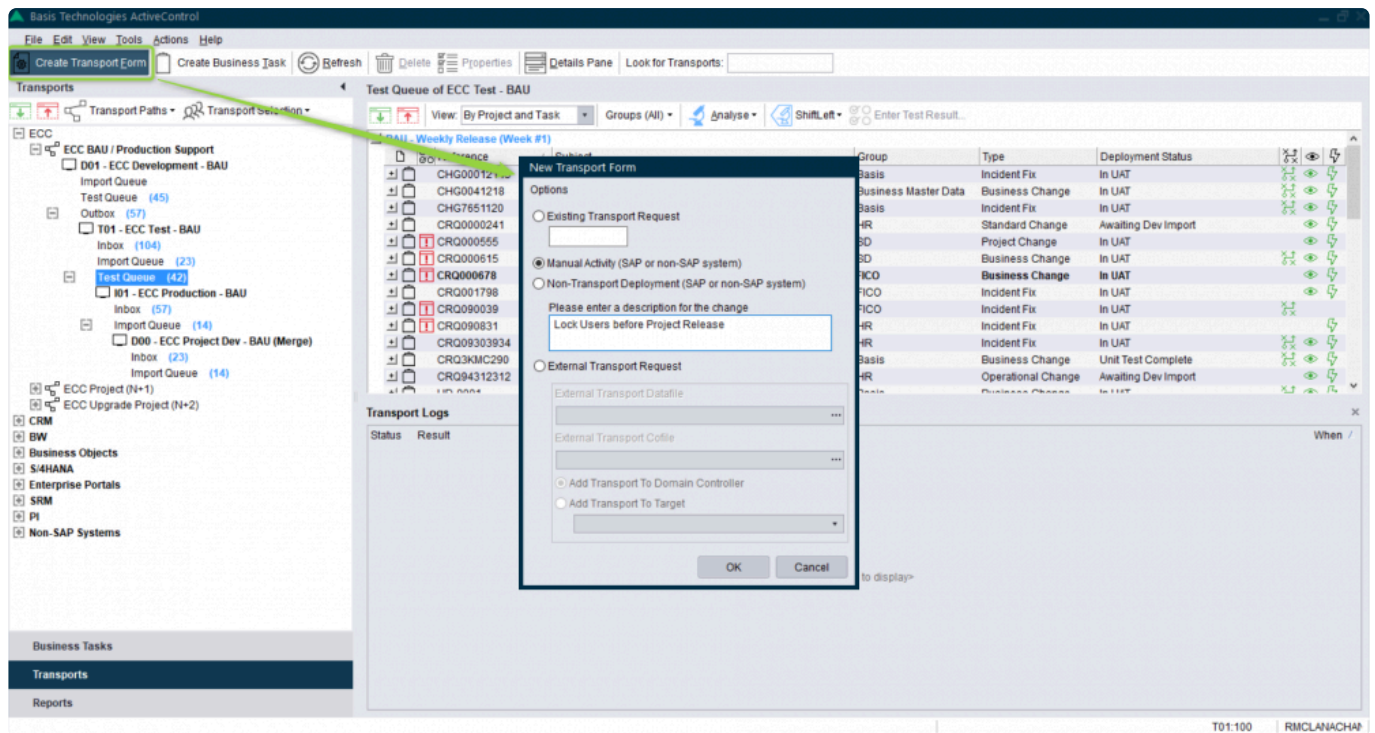 Basis Technologies ActiveControl
File Edit View Tools Actions Help
Create Transport Form Create Business Task Refresh Delete Properties Details Pane Look for Transports:
Transports
Transport Paths Transport Selection
ECC
ECC BAU / Production Support
D01 - ECC Development - BAU
Import Queue
Test Queue (45)
Outbox (57)
T01 - ECC Test - BAU
Inbox (104)
Import Queue (23)
Test Queue (42)
I01 - ECC Production - BAU
Inbox (57)
Import Queue (14)
D00 - ECC Project Dev - BAU (Merge)
Inbox (23)
Import Queue (14)
ECC Project (N+1)
ECC Upgrade Project (N+2)
CRM
BW
Business Objects
S/4HANA
Enterprise Portals
SRM
PI
Non-SAP Systems
Business Tasks
Transports
Reports
Test Queue of ECC Test - BAU
View: By Project and Task Groups (All) Analyse ShiftLeft Enter Test Result...
BAU - Weekly Release (Week #1)
Reference Subject Group Type Deployment Status
Basis Incident Fix In UAT
CHG0041218 Business Master Data Business Change In UAT
CHG7651120 Basis Incident Fix In UAT
CRQ0000241 HR Standard Change Awaiting Dev Import
CRQ000555 SD Project Change In UAT
CRQ000615 SD Business Change In UAT
CRQ000678 FICO Business Change In UAT
CRQ001798 FICO Incident Fix In UAT
CRQ090039 FICO Incident Fix In UAT
CRQ090831 HR Incident Fix In UAT
CRQ09303934 HR Incident Fix In UAT
CRQ3KMC290 Basis Business Change Unit Test Complete
CRQ94312312 HR Operational Change Awaiting Dev Import
New Transport Form
Options
Existing Transport Request
Manual Activity (SAP or non-SAP system)
Non-Transport Deployment (SAP or non-SAP system)
Please enter a description for the change
Lock Users before Project Release
External Transport Request
External Transport Datafile
...
External Transport Cofile
...
Add Transport To Domain Controller
Add Transport To Target
OK Cancel
Transport Logs
Status Result When
to display>
T01:100 RMCLANACHAN